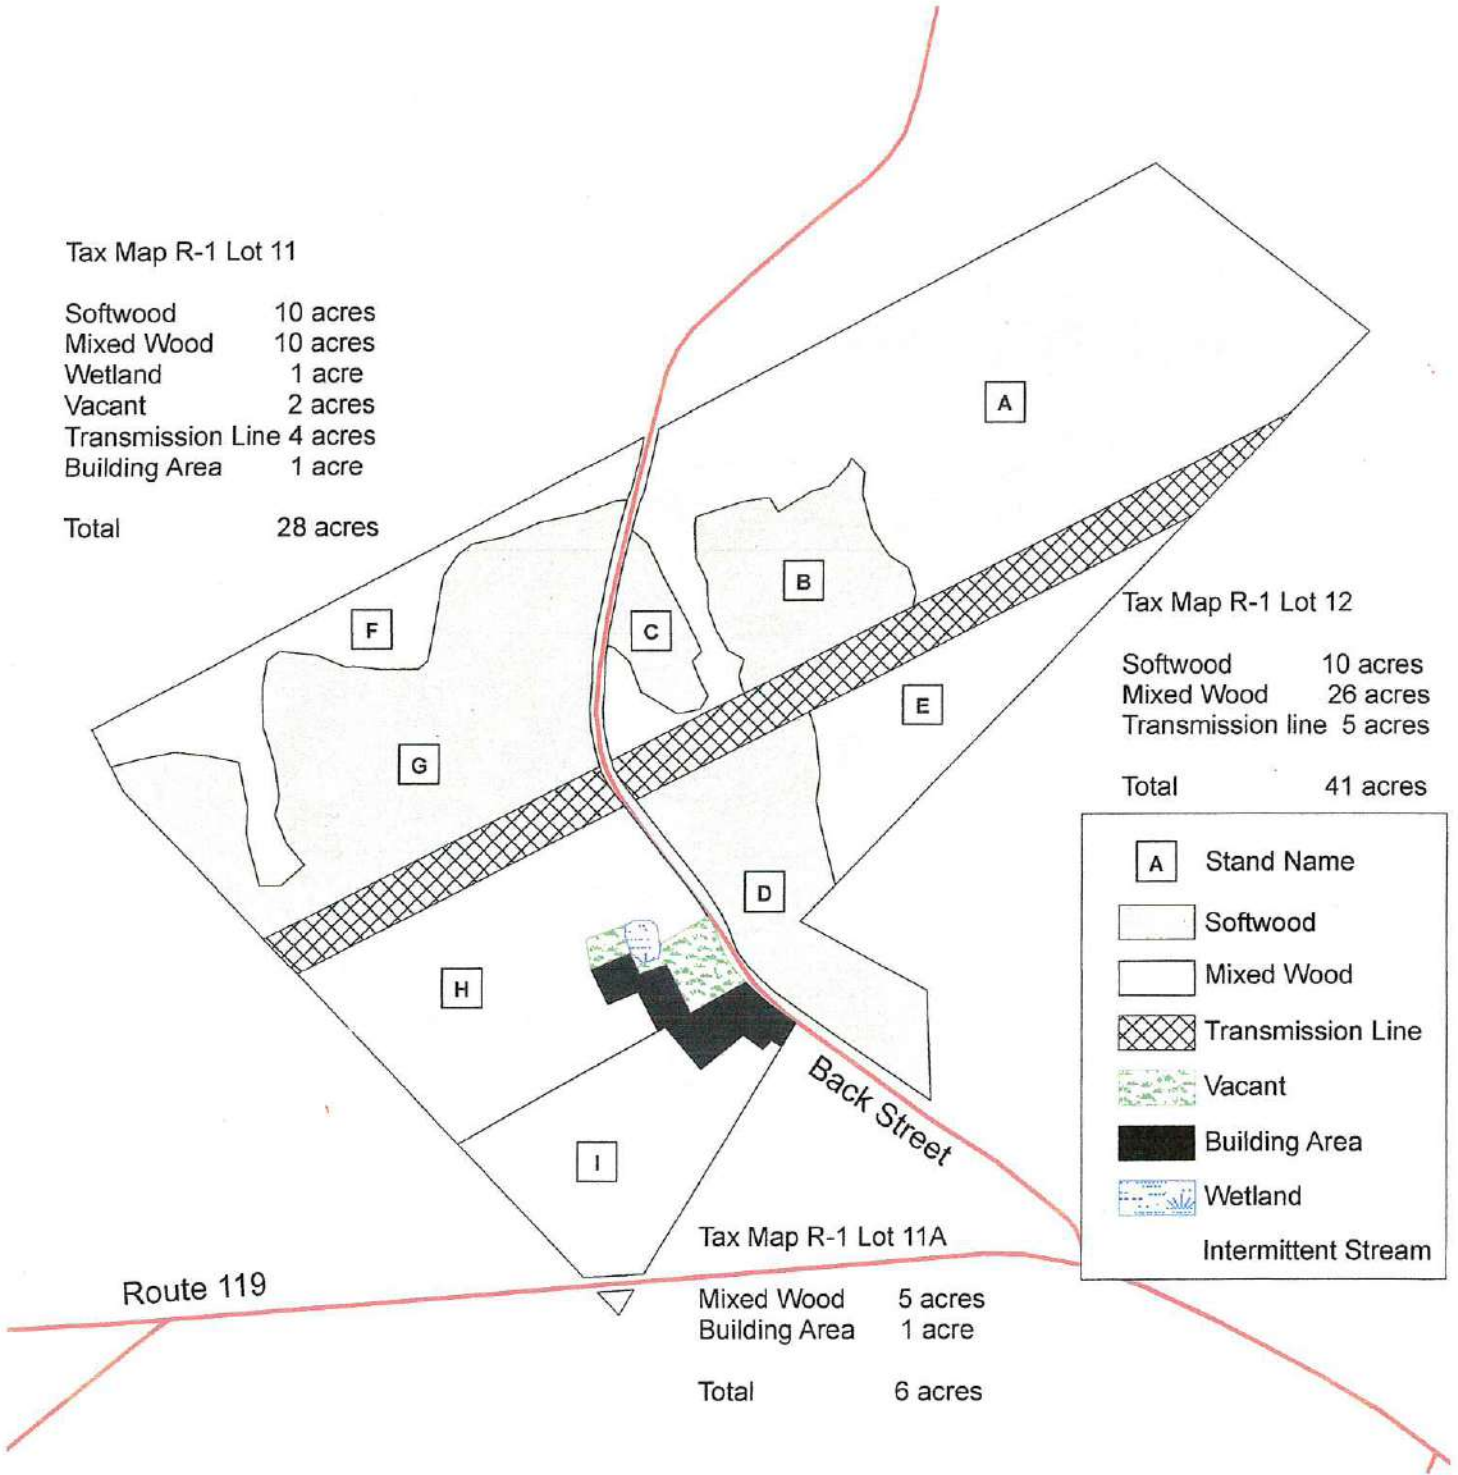 Tax Map R-1 Lot 11
Softwood 10 acres
Mixed Wood 10 acres
Wetland 1 acre
Vacant 2 acres
Transmission Line 4 acres
Building Area 1 acre
Total 28 acres
A
B
C
F
E
G
D
H
I
Tax Map R-1 Lot 12
Softwood 10 acres
Mixed Wood 26 acres
Transmission line 5 acres
Total 41 acres
A Stand Name
Softwood
Mixed Wood
Transmission Line
Vacant
Building Area
Wetland
Intermittent Stream
Back Street
Route 119
Tax Map R-1 Lot 11A
Mixed Wood 5 acres
Building Area 1 acre
Total 6 acres